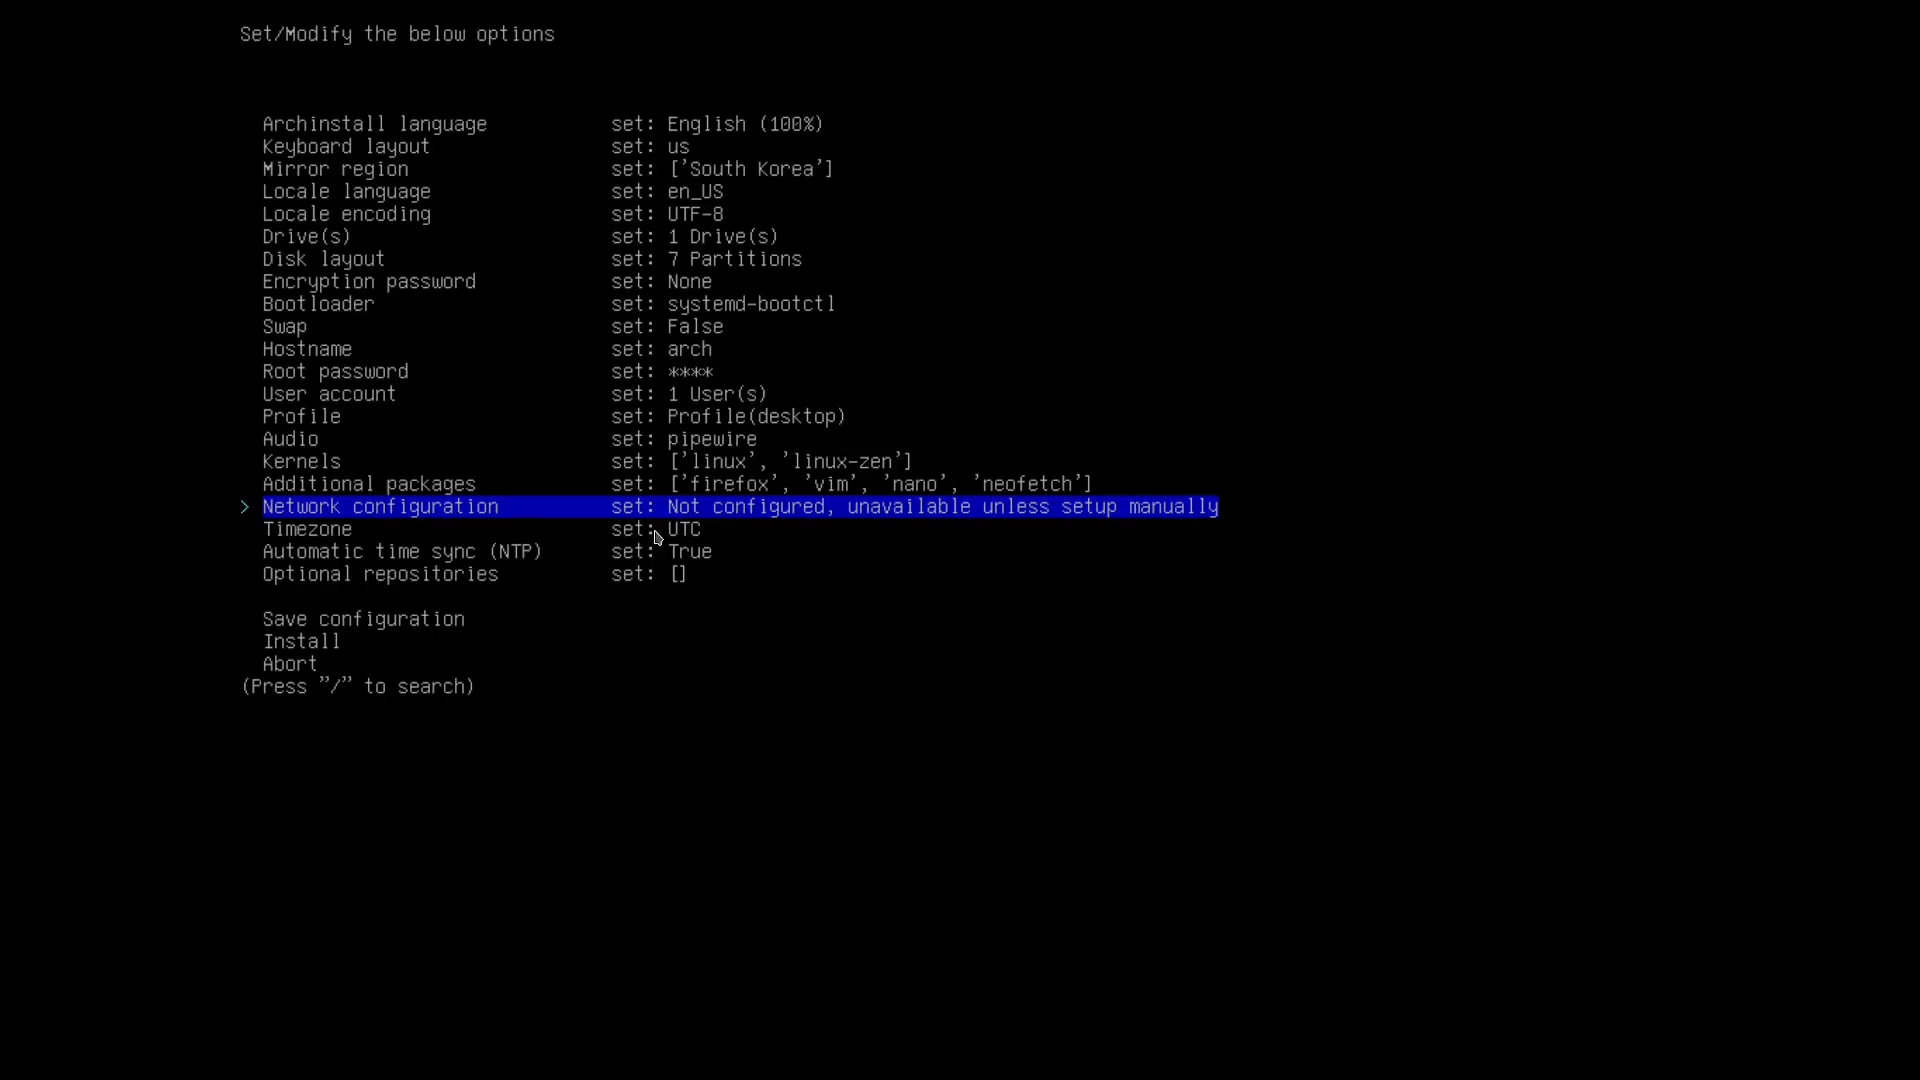 Set/Modify the below options
Archinstall language set: English (100%)
Keyboard layout set: us
Mirror region set: ['South Korea']
Locale language set: en_US
Locale encoding set: UTF-8
Drive(s) set: 1 Drive(s)
Disk layout set: 7 Partitions
Encryption password set: None
Bootloader set: systemd-bootctl
Swap set: False
Hostname set: arch
Root password set: ****
User account set: 1 User(s)
Profile set: Profile(desktop)
Audio set: pipewire
Kernels set: ['linux', 'linux-zen']
Additional packages set: ['firefox', 'vim', 'nano', 'neofetch']
> Network configuration set: Not configured, unavailable unless setup manually
Timezone set: UTC
Automatic time sync (NTP) set: True
Optional repositories set: []
Save configuration
Install
Abort
(Press "/" to search)